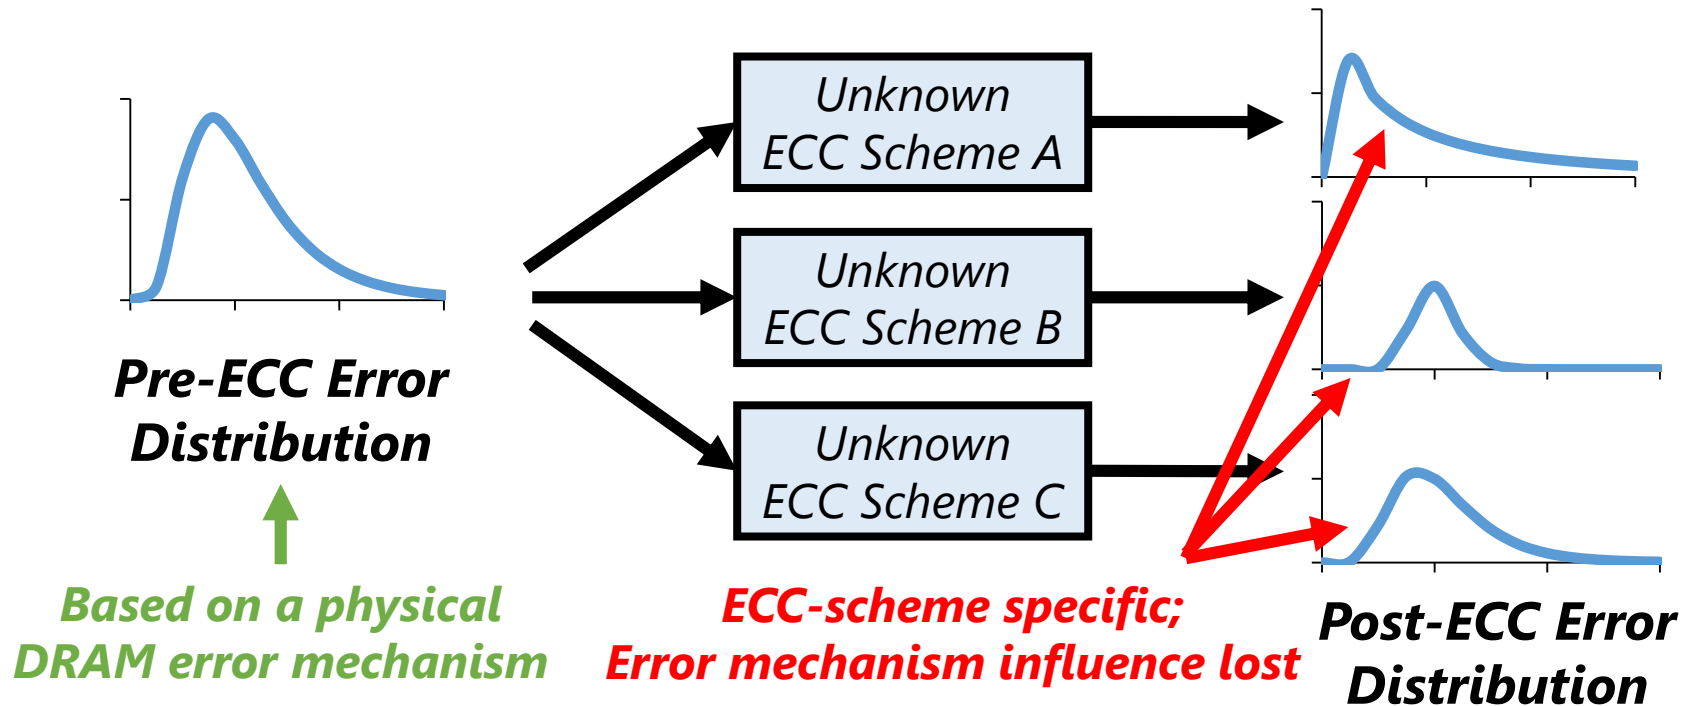 Unknown
ECC Scheme A
Unknown
ECC Scheme B
Unknown
ECC Scheme C
Pre-ECC Error
Distribution
Based on a physical
DRAM error mechanism
ECC-scheme specific;
Error mechanism influence lost
Post-ECC Error
Distribution